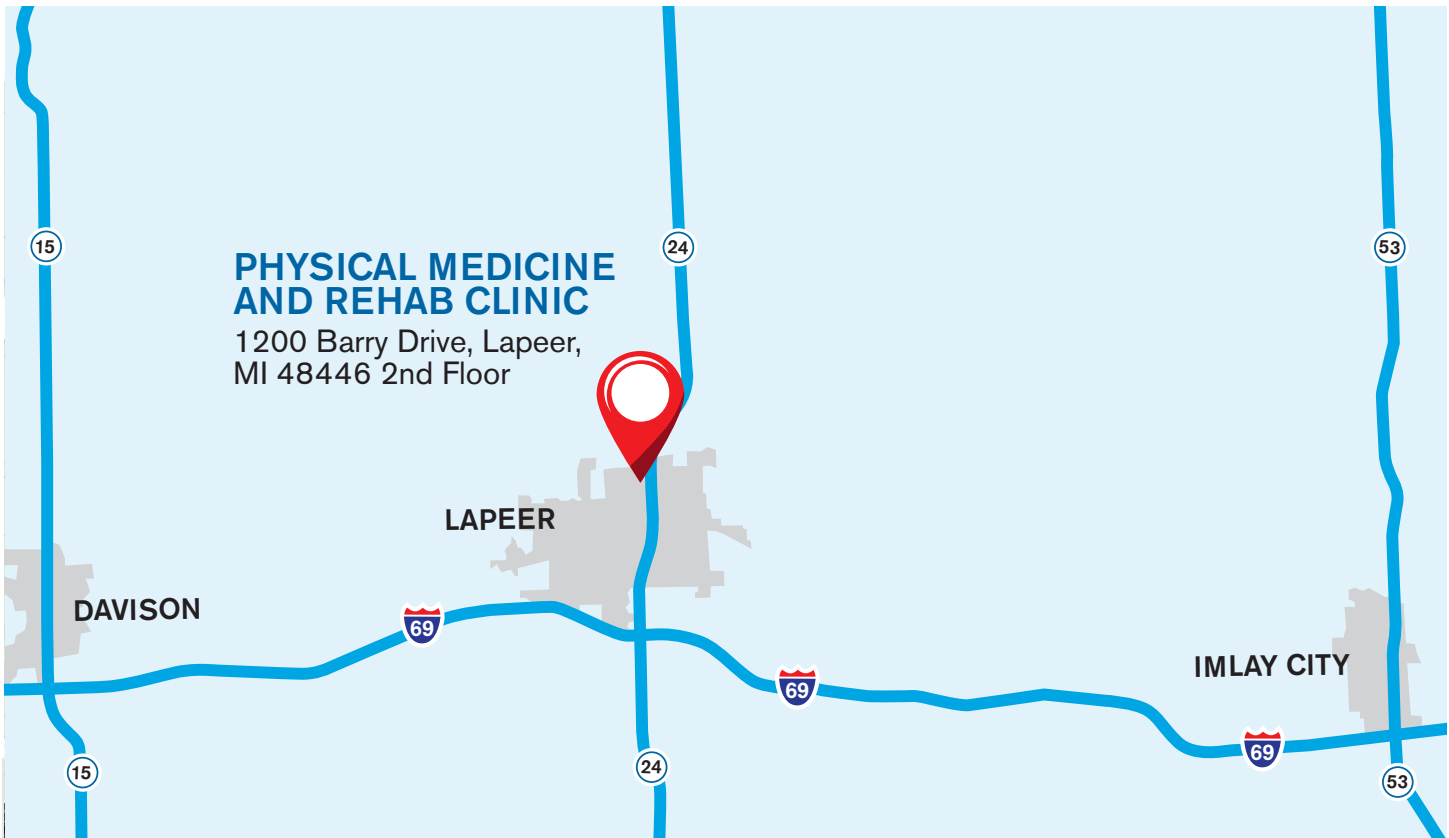 15
24
53
PHYSICAL MEDICINE
AND REHAB CLINIC
1200 Barry Drive, Lapeer,
MI 48446 2nd Floor
LAPEER
DAVISON
69
IMLAY CITY
69
69
15
24
53